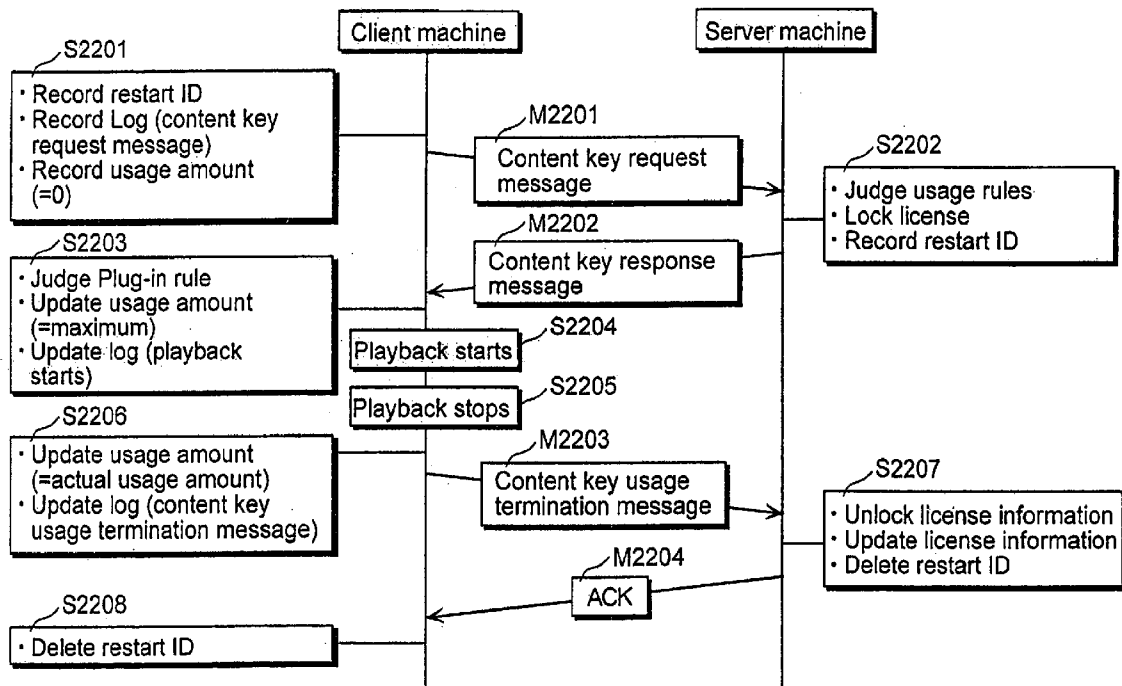 Client machine
Server machine
S2201
· Record restart ID
· Record Log (content key
request message)
· Record usage amount
(=0)
M2201
Content key request
message
S2202
· Judge usage rules
· Lock license
· Record restart ID
M2202
Content key response
message
S2203
· Judge Plug-in rule
· Update usage amount
(=maximum)
· Update log (playback
starts)
S2204
Playback starts
S2205
Playback stops
S2206
· Update usage amount
(=actual usage amount)
· Update log (content key
usage termination message)
M2203
Content key usage
termination message
S2207
· Unlock license information
· Update license information
· Delete restart ID
M2204
ACK
S2208
· Delete restart ID